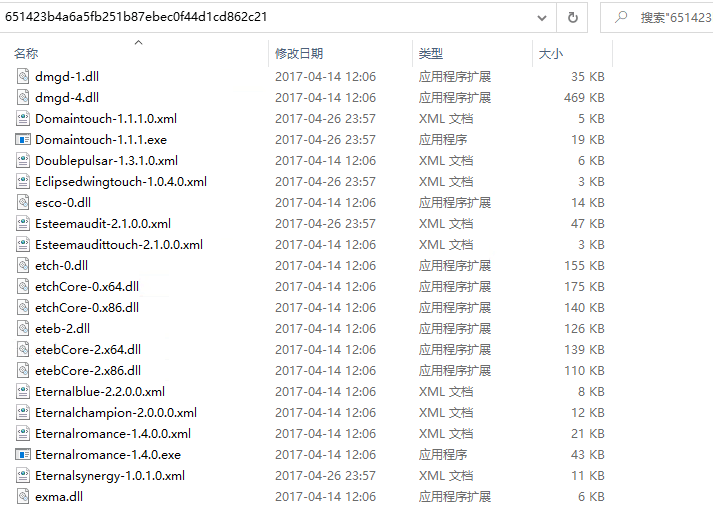 651423b4a6a5fb251b87ebec0f44d1cd862c21 搜索"651423
名称 修改日期 类型 大小
dmgd-1.dll 2017-04-14 12:06 应用程序扩展 35 KB
dmgd-4.dll 2017-04-14 12:06 应用程序扩展 469 KB
Domaintouch-1.1.1.0.xml 2017-04-26 23:57 XML 文档 5 KB
Domaintouch-1.1.1.exe 2017-04-26 23:57 应用程序 19 KB
Doublepulsar-1.3.1.0.xml 2017-04-14 12:06 XML 文档 6 KB
Eclipsedwingtouch-1.0.4.0.xml 2017-04-26 23:57 XML 文档 3 KB
esco-0.dll 2017-04-14 12:06 应用程序扩展 14 KB
Esteemaudit-2.1.0.0.xml 2017-04-26 23:57 XML 文档 47 KB
Esteemaudittouch-2.1.0.0.xml 2017-04-14 12:06 XML 文档 3 KB
etch-0.dll 2017-04-14 12:06 应用程序扩展 155 KB
etchCore-0.x64.dll 2017-04-14 12:06 应用程序扩展 175 KB
etchCore-0.x86.dll 2017-04-14 12:06 应用程序扩展 140 KB
eteb-2.dll 2017-04-14 12:06 应用程序扩展 126 KB
etebCore-2.x64.dll 2017-04-14 12:06 应用程序扩展 139 KB
etebCore-2.x86.dll 2017-04-14 12:06 应用程序扩展 110 KB
Eternalblue-2.2.0.0.xml 2017-04-14 12:06 XML 文档 8 KB
Eternalchampion-2.0.0.0.xml 2017-04-14 12:06 XML 文档 12 KB
Eternalromance-1.4.0.0.xml 2017-04-14 12:06 XML 文档 21 KB
Eternalromance-1.4.0.exe 2017-04-14 12:06 应用程序 43 KB
Eternalsynergy-1.0.1.0.xml 2017-04-26 23:57 XML 文档 11 KB
exma.dll 2017-04-14 12:06 应用程序扩展 6 KB